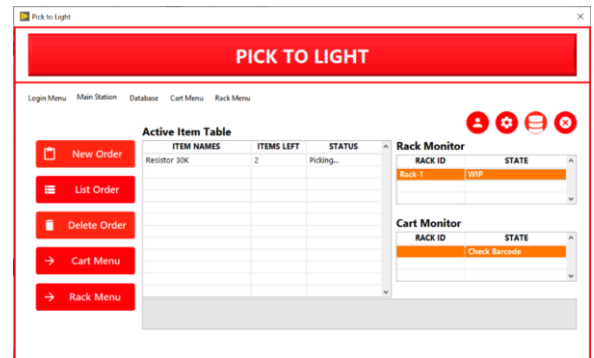 Pick to Light
PICK TO LIGHT
Login Menu Main Station Database Cart Menu Rack Menu
New Order
List Order
Delete Order
Cart Menu
Rack Menu
Active Item Table
ITEM NAMES ITEMS LEFT STATUS
Resistor 30K 2 Picking...
Rack Monitor
RACK ID STATE
Rack 1 WIP
Cart Monitor
RACK ID STATE
Check Barcode